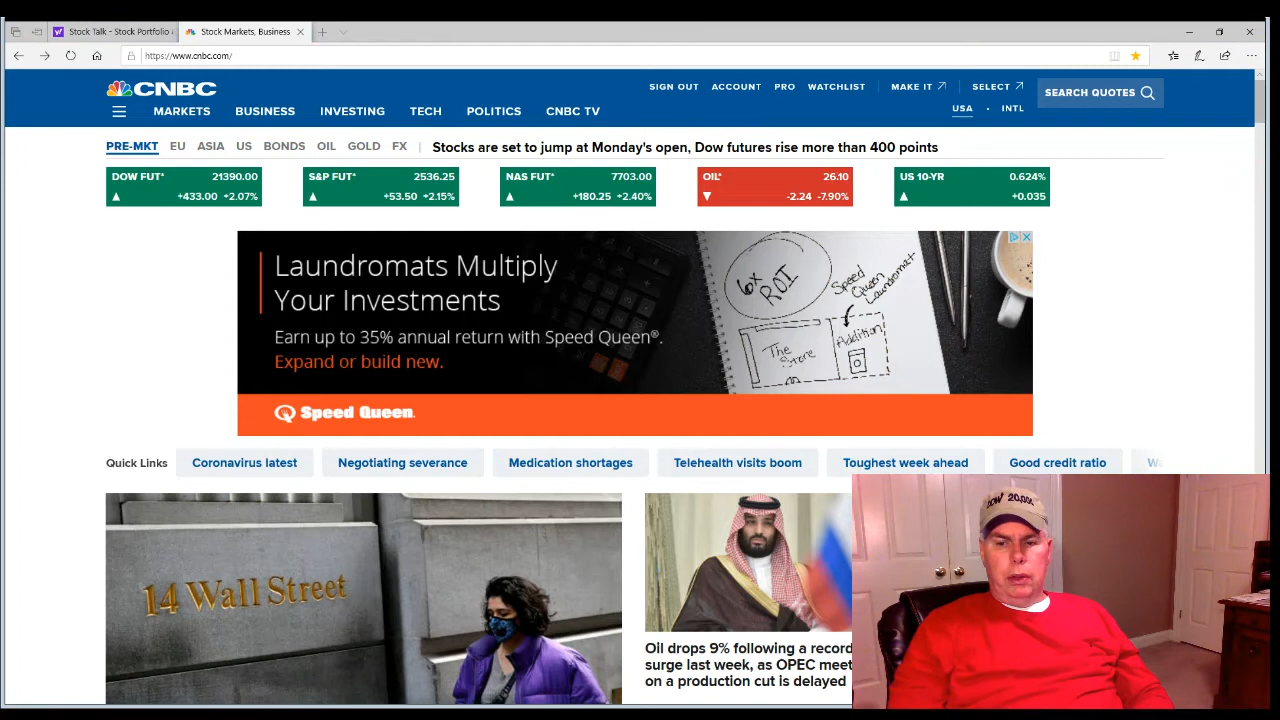 Stock Talk - Stock Portfolio
Stock Markets, Business
https://www.cnbc.com/
CNBC
SIGN OUT
ACCOUNT
PRO
WATCHLIST
MAKE IT
SELECT
SEARCH QUOTES
USA
INTL
MARKETS
BUSINESS
INVESTING
TECH
POLITICS
CNBC TV
PRE-MKT
EU
ASIA
US
BONDS
OIL
GOLD
FX
Stocks are set to jump at Monday's open, Dow futures rise more than 400 points
DOW FUT* 21390.00
+433.00 +2.07%
S&P FUT* 2536.25
+53.50 +2.15%
NAS FUT* 7703.00
+180.25 +2.40%
OIL* 26.10
-2.24 -7.90%
US 10-YR 0.624%
+0.035
Laundromats Multiply
Your Investments
Earn up to 35% annual return with Speed Queen®.
Expand or build new.
6x
ROI
Speed
Queen
Laundromat
The
Store
Addition
Speed Queen
Quick Links
Coronavirus latest
Negotiating severance
Medication shortages
Telehealth visits boom
Toughest week ahead
Good credit ratio
14 Wall Street
Oil drops 9% following a record
surge last week, as OPEC meet
on a production cut is delayed
DOW 20,000